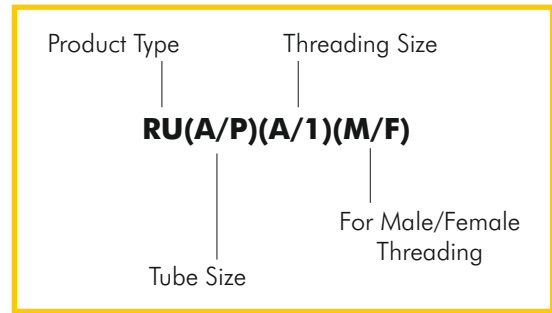 Product Type
Threading Size
RU(A/P)(A/1)(M/F)
For Male/Female
Threading
Tube Size